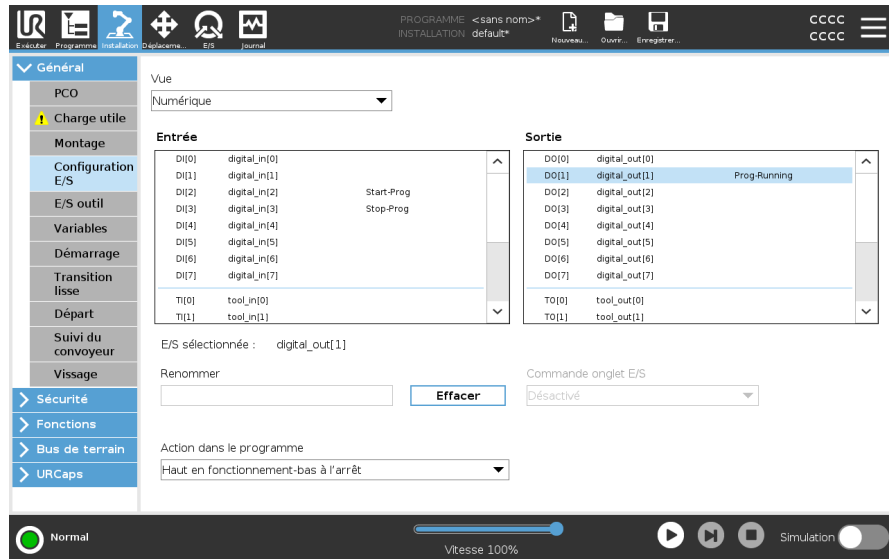 PROGRAMME <sans nom>*
INSTALLATION default*
CCCC
CCCC
Exécuter Programme Installation Déplaceme... E/S Journal Nouveau... Ouvrir... Enregistrer...
Général
PCO
Charge utile
Montage
Configuration
E/S
E/S outil
Variables
Démarrage
Transition
lisse
Départ
Suivi du
convoyeur
Vissage
Sécurité
Fonctions
Bus de terrain
URCaps
Vue
Numérique
Entrée
DI[0] digital_in[0]
DI[1] digital_in[1]
DI[2] digital_in[2] Start-Prog
DI[3] digital_in[3] Stop-Prog
DI[4] digital_in[4]
DI[5] digital_in[5]
DI[6] digital_in[6]
DI[7] digital_in[7]
TI[0] tool_in[0]
TI[1] tool_in[1]
Sortie
DO[0] digital_out[0]
DO[1] digital_out[1] Prog-Running
DO[2] digital_out[2]
DO[3] digital_out[3]
DO[4] digital_out[4]
DO[5] digital_out[5]
DO[6] digital_out[6]
DO[7] digital_out[7]
TO[0] tool_out[0]
TO[1] tool_out[1]
E/S sélectionnée : digital_out[1]
Renommer
Effacer
Commande onglet E/S
Désactivé
Action dans le programme
Haut en fonctionnement-bas à l'arrêt
Normal
Vitesse 100%
Simulation